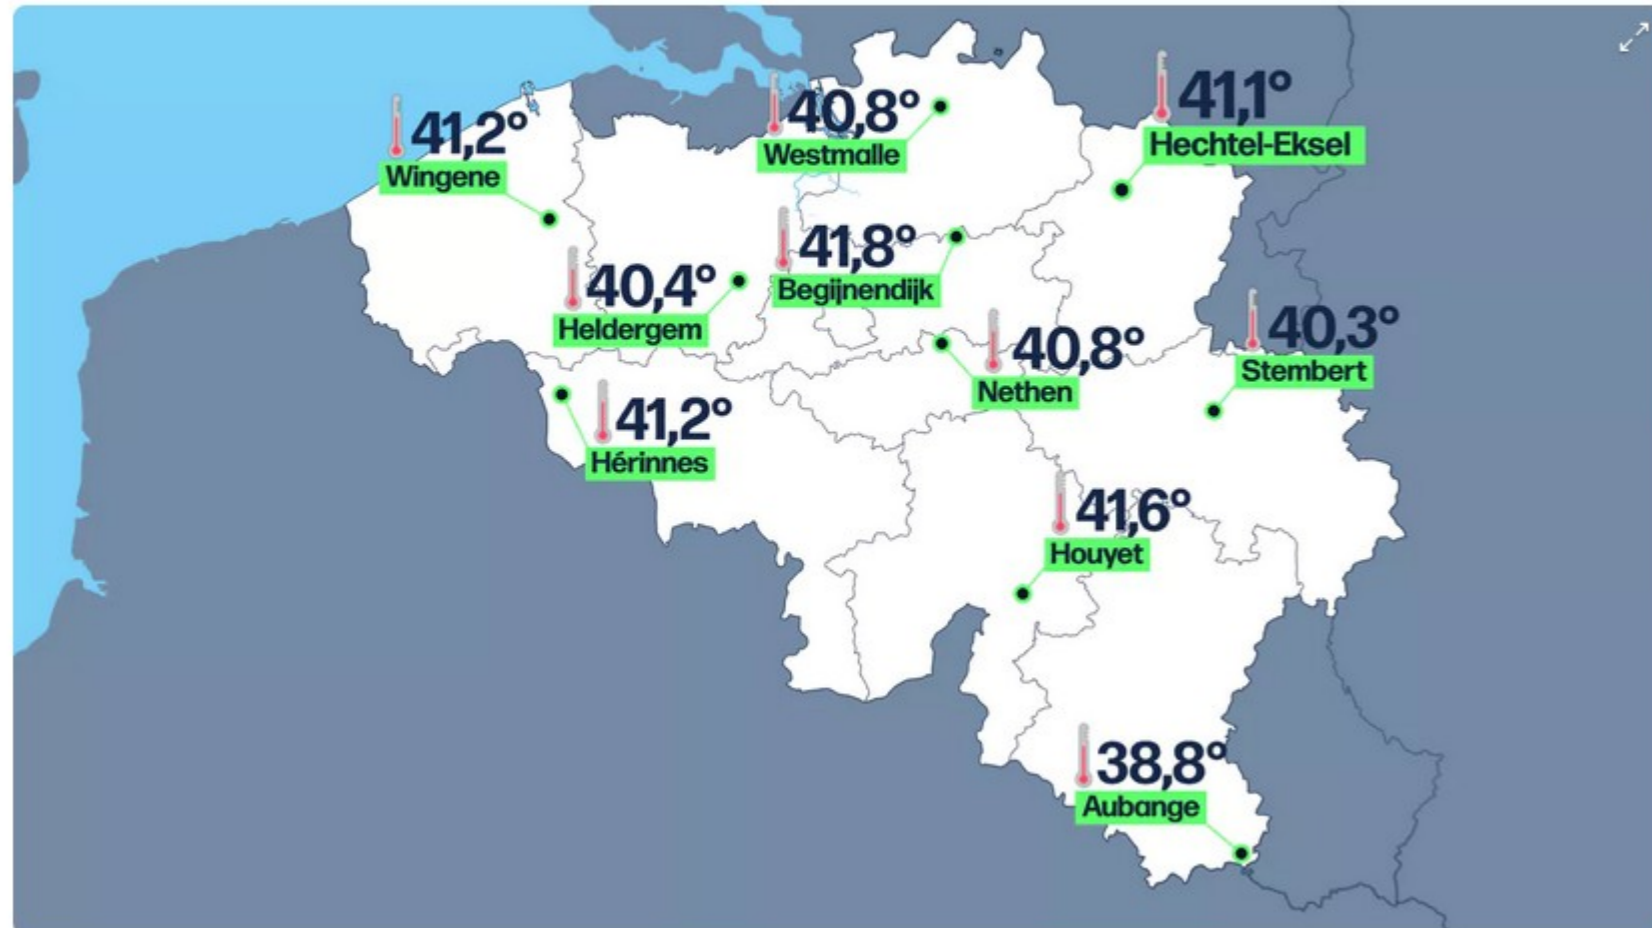 41,2°
Wingene
40,8°
Westmalle
41,1°
Hechtel-Eksel
41,8°
Begijnendijk
40,4°
Heldergem
40,8°
Nethen
40,3°
Stembert
41,2°
Hérinnes
41,6°
Houyet
38,8°
Aubange